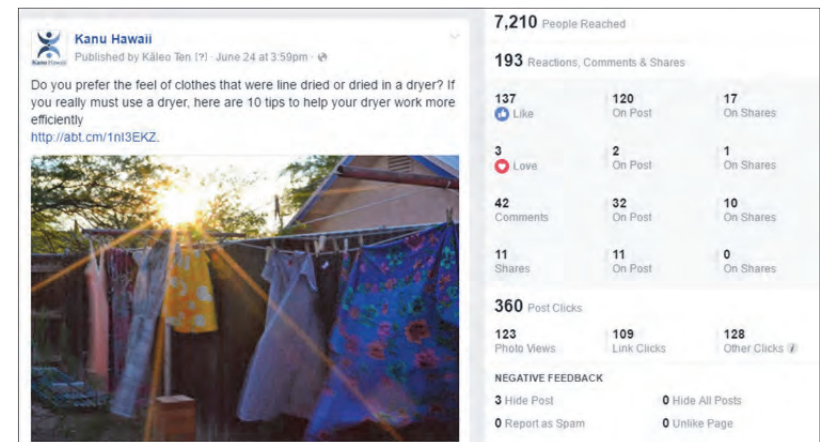 Kanu Hawaii
Kanu Hawaii
Published by Kāleo Ten [?] · June 24 at 3:59pm ·
Do you prefer the feel of clothes that were line dried or dried in a dryer? If
you really must use a dryer, here are 10 tips to help your dryer work more
efficiently
http://abt.cm/1nI3EKZ.
7,210 People Reached
193 Reactions, Comments & Shares
137 120 17
Like On Post On Shares
3 2 1
Love On Post On Shares
42 32 10
Comments On Post On Shares
11 11 0
Shares On Post On Shares
360 Post Clicks
123 109 128
Photo Views Link Clicks Other Clicks i
NEGATIVE FEEDBACK
3 Hide Post 0 Hide All Posts
0 Report as Spam 0 Unlike Page